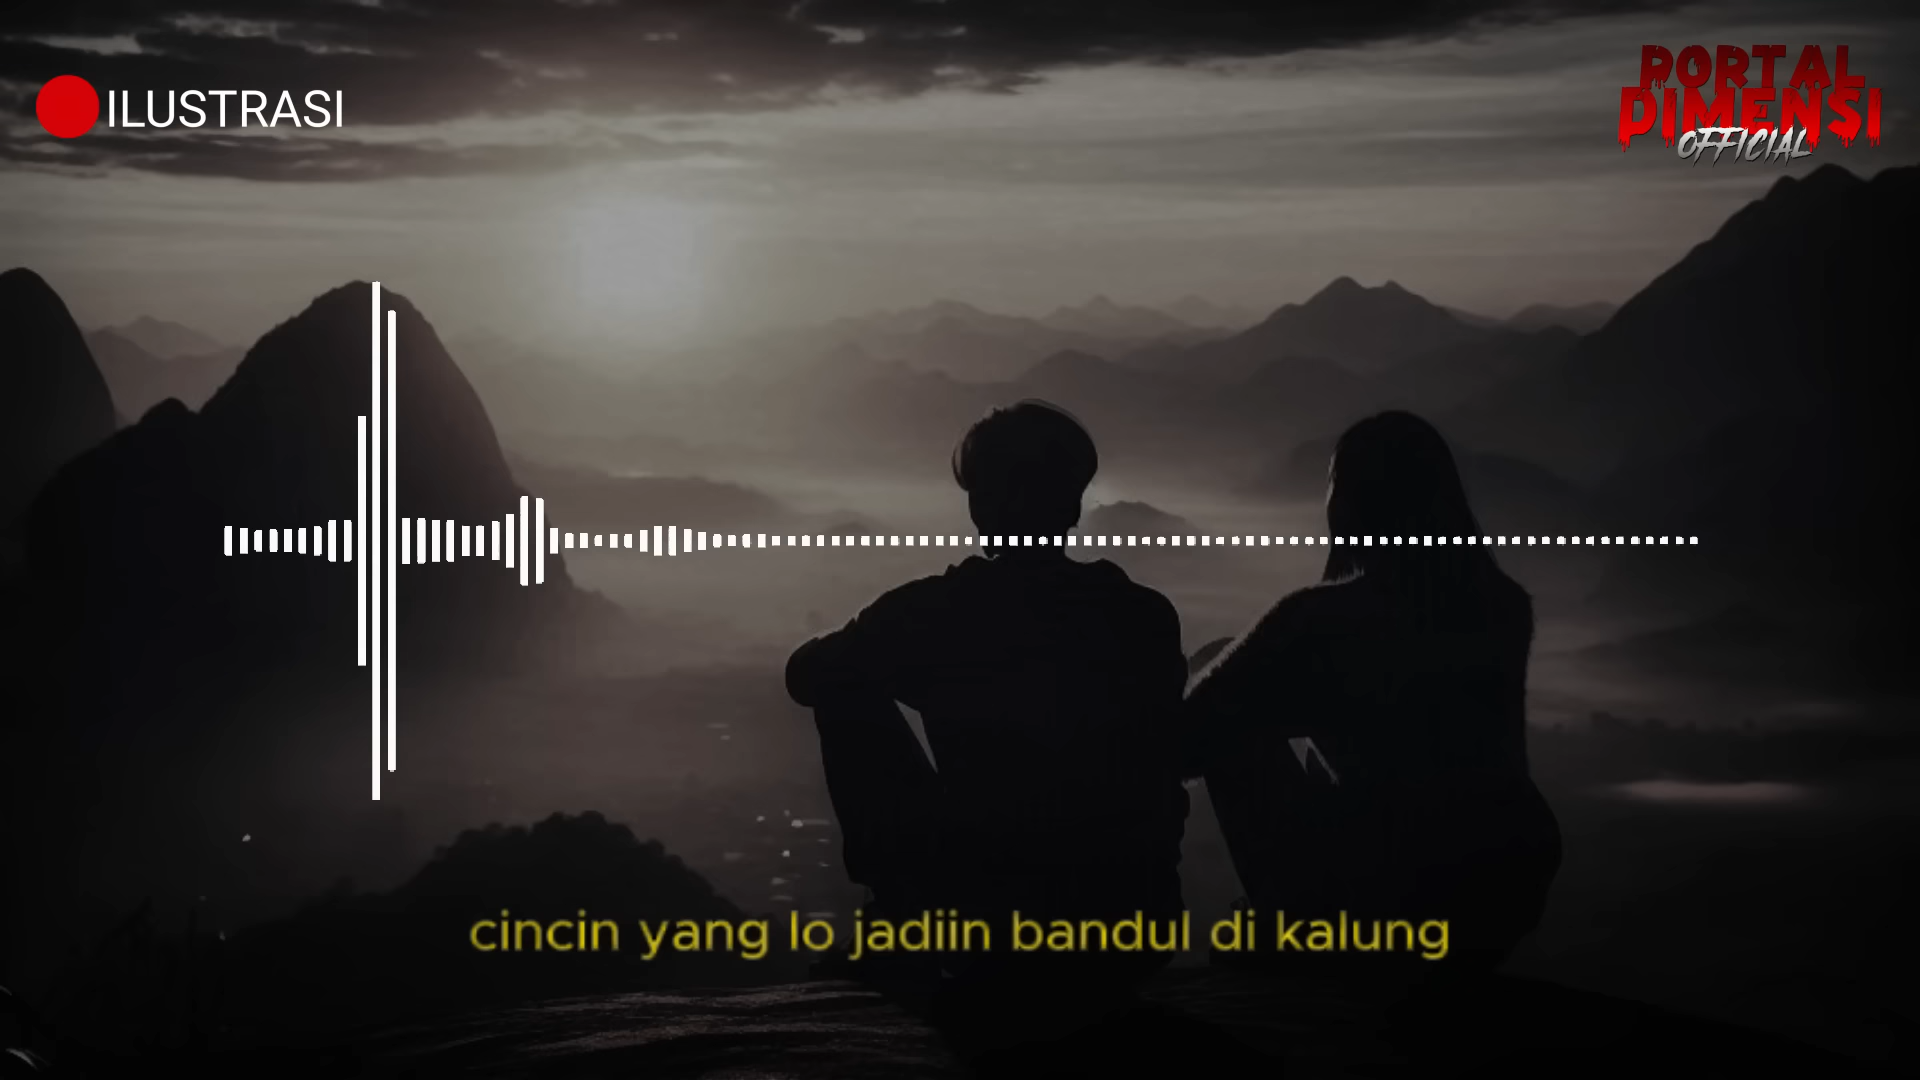 ILUSTRASI
PORTAL
DIMENSI
OFFICIAL
cincin yang lo jadiin bandul di kalung